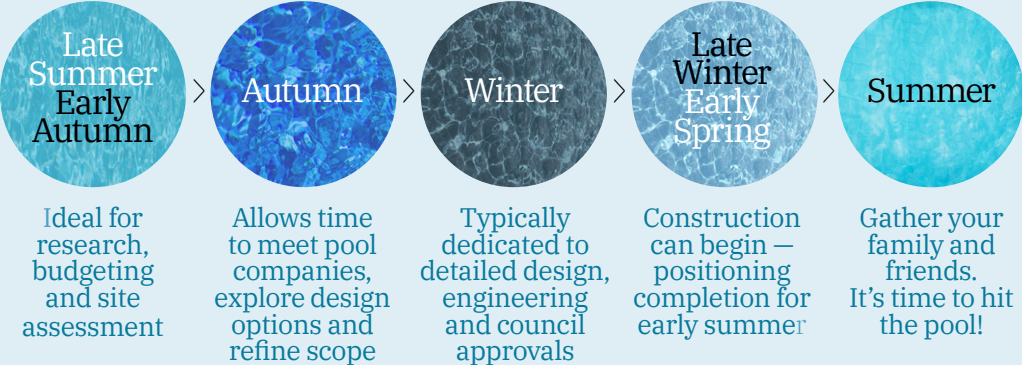 Late
Summer
Early
Autumn
Ideal for
research,
budgeting
and site
assessment
Autumn
Allows time
to meet pool
companies,
explore design
options and
refine scope
Winter
Typically
dedicated to
detailed design,
engineering
and council
approvals
Late
Winter
Early
Spring
Construction
can begin —
positioning
completion for
early summer
Summer
Gather your
family and
friends.
It’s time to hit
the pool!